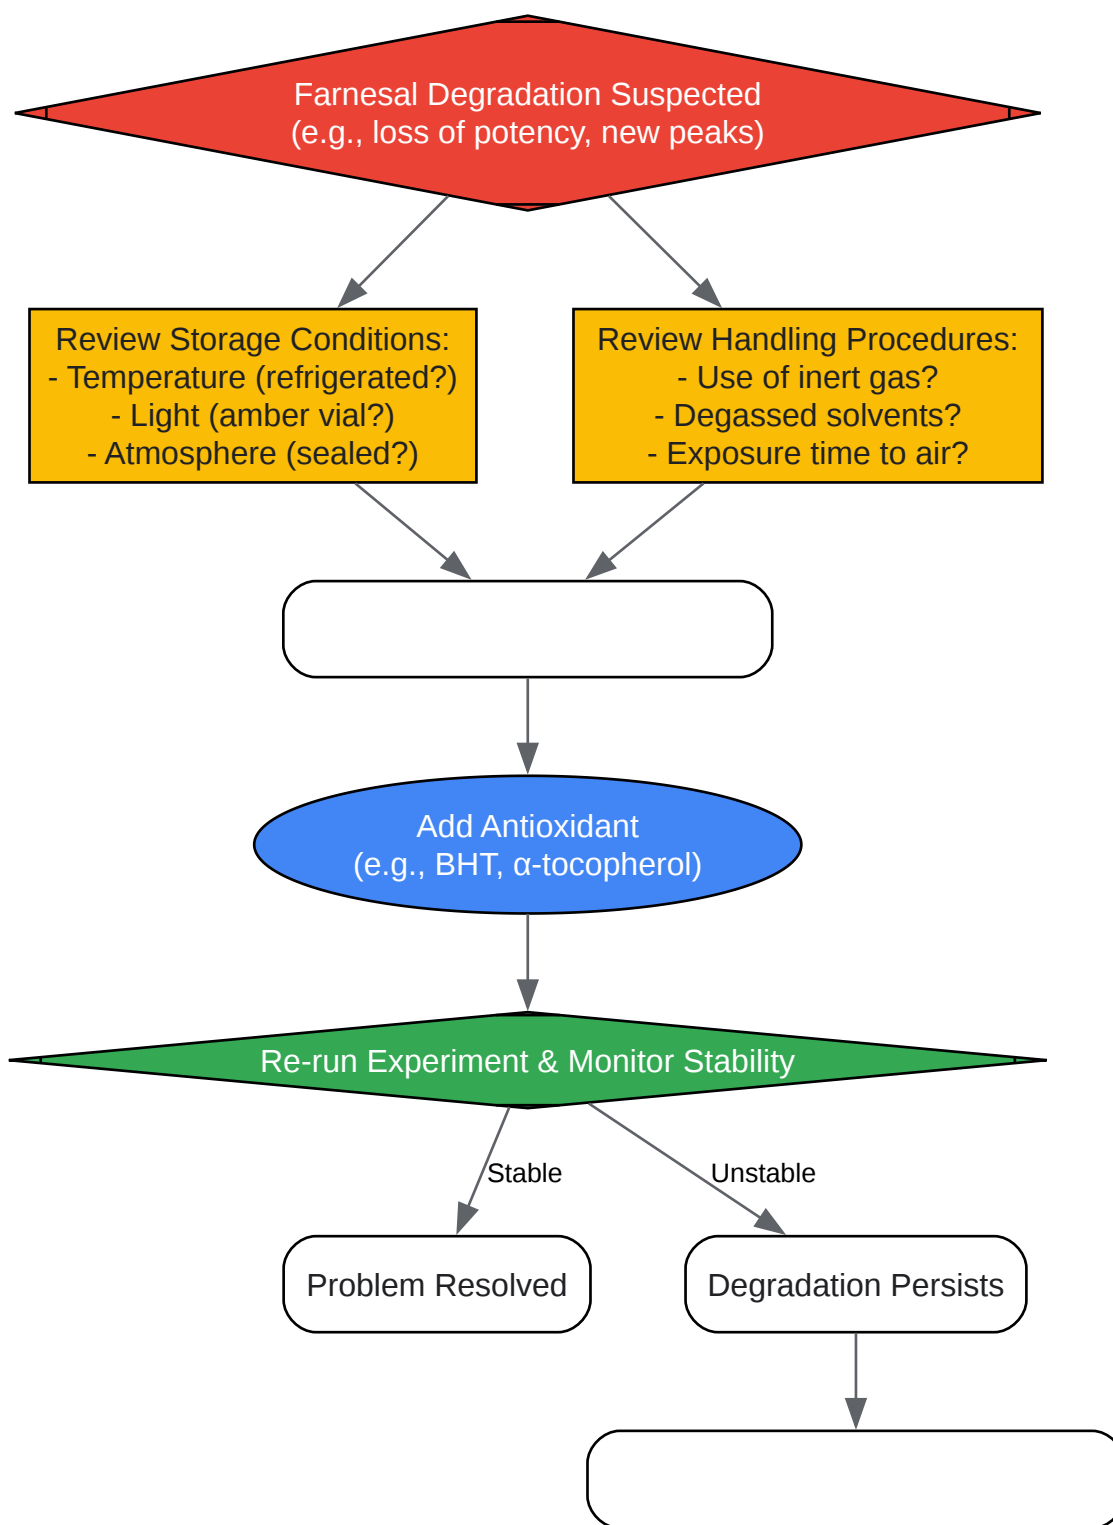 Farnesal Degradation Suspected
(e.g., loss of potency, new peaks)
Review Storage Conditions:
- Temperature (refrigerated?)
- Light (amber vial?)
- Atmosphere (sealed?)
Review Handling Procedures:
- Use of inert gas?
- Degassed solvents?
- Exposure time to air?
Add Antioxidant
(e.g., BHT, α-tocopherol)
Re-run Experiment & Monitor Stability
Stable
Unstable
Problem Resolved
Degradation Persists